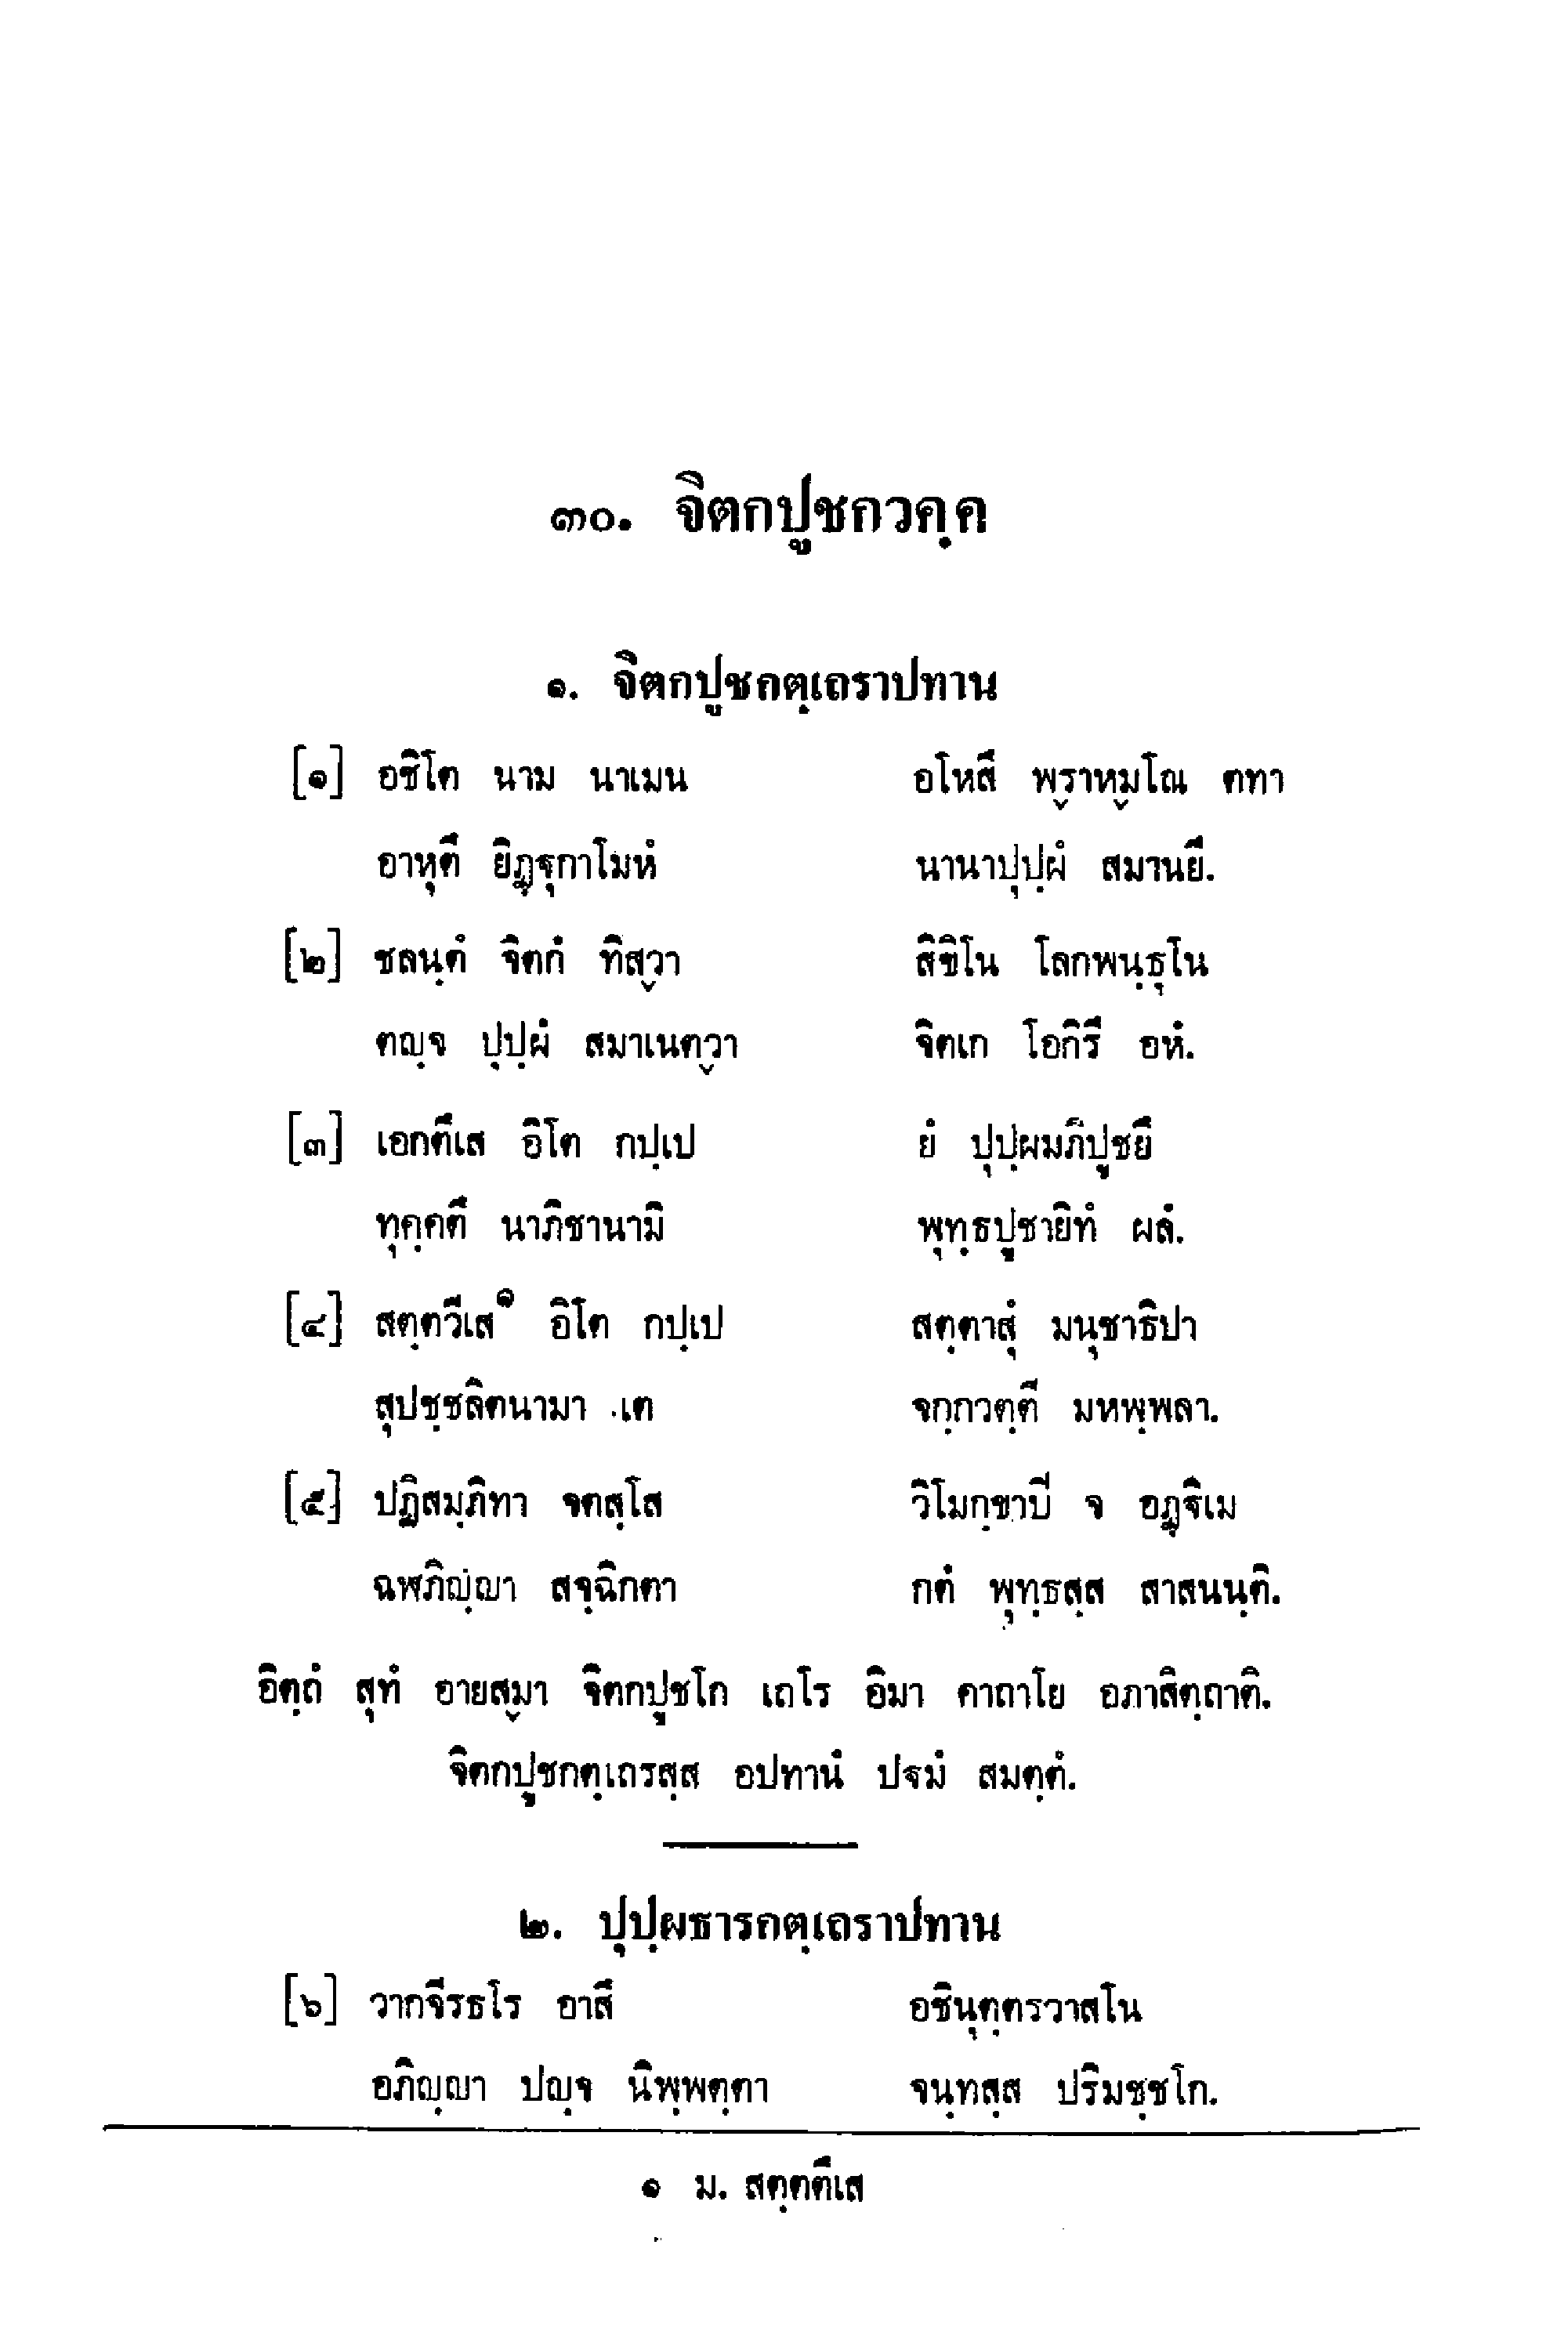 ๓๐. จิตกปูชกวคฺค
๑. จิตกปูชกตฺเถราปทาน
[๑] อชิโต นาม นาเมน อโหสึ พฺราหฺมโณ ตทา
อาหุตึ ยิฏฺฐุกาโมหํ นานาปุปฺผํ สมานยึ.
[๒] ชลนฺตํ จิตกํ ทิสฺวา สิขิโน โลกพนฺธุโน
ตญฺจ ปุปฺผํ สมาเนตฺวา จิตเก โอกิรึ อหํ.
[๓] เอกตึเส อิโต กปฺเป ยํ ปุปฺผมภิปูชยึ
ทุคฺคตึ นาภิชานามิ พุทฺธปูชายิทํ ผลํ.
[๔] สตฺตวีเส๑ อิโต กปฺเป สตฺตาสุํ มนุชาธิปา
สุปชฺชลิตนามา เต จกฺกวตฺตี มหพฺพลา.
[๕] ปฏิสมฺภิทา จตสฺโส วิโมกฺขาปี จ อฏฺฐิเม
ฉฬภิญฺญา สจฺฉิกตา กตํ พุทฺธสฺส สาสนนฺติ.
อิตฺถํ สุทํ อายสฺมา จิตกปูชโก เถโร อิมา คาถาโย อภาสิตฺถาติ.
จิตกปูชกตฺเถรสฺส อปทานํ ปฐมํ สมตฺตํ.
๒. ปุปฺผธารกตฺเถราปทาน
[๖] วากจีรธโร อาสึ อชินุตฺตรวาสโน
อภิญฺญา ปญฺจ นิพฺพตฺตา จนฺทสฺส ปริมชฺชโก.
๑ ม. สตฺตตึเส